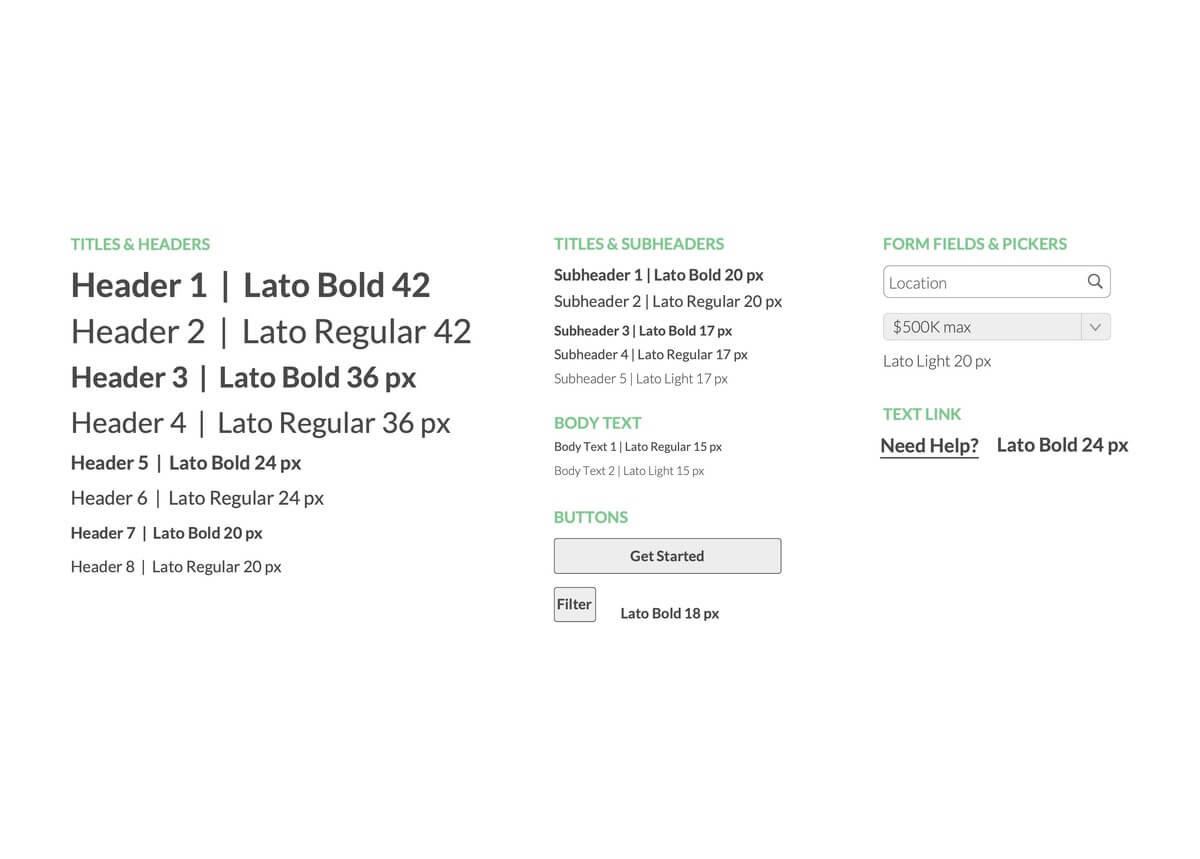 TITLES & HEADERS
Header 1 | Lato Bold 42
Header 2 | Lato Regular 42
Header 3 | Lato Bold 36 px
Header 4 | Lato Regular 36 px
Header 5 | Lato Bold 24 px
Header 6 | Lato Regular 24 px
Header 7 | Lato Bold 20 px
Header 8 | Lato Regular 20 px
TITLES & SUBHEADERS
Subheader 1 | Lato Bold 20 px
Subheader 2 | Lato Regular 20 px
Subheader 3 | Lato Bold 17 px
Subheader 4 | Lato Regular 17 px
Subheader 5 | Lato Light 17 px
BODY TEXT
Body Text 1 | Lato Regular 15 px
Body Text 2 | Lato Light 15 px
BUTTONS
Get Started
Filter
Lato Bold 18 px
FORM FIELDS & PICKERS
Location
$500K max
Lato Light 20 px
TEXT LINK
Need Help? Lato Bold 24 px